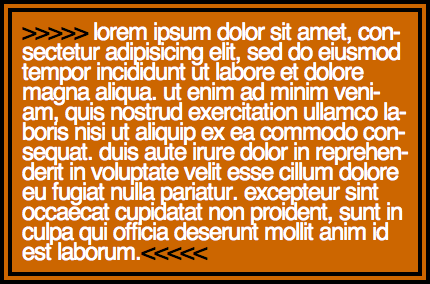 >>>>> lorem ipsum dolor sit amet, con-
sectetur adipisicing elit, sed do eiusmod
tempor incididunt ut labore et dolore
magna aliqua. ut enim ad minim veni-
am, quis nostrud exercitation ullamco la-
boris nisi ut aliquip ex ea commodo con-
sequat. duis aute irure dolor in reprehen-
derit in voluptate velit esse cillum dolore
eu fugiat nulla pariatur. excepteur sint
occaecat cupidatat non proident, sunt in
culpa qui officia deserunt mollit anim id
est laborum.<<<<<